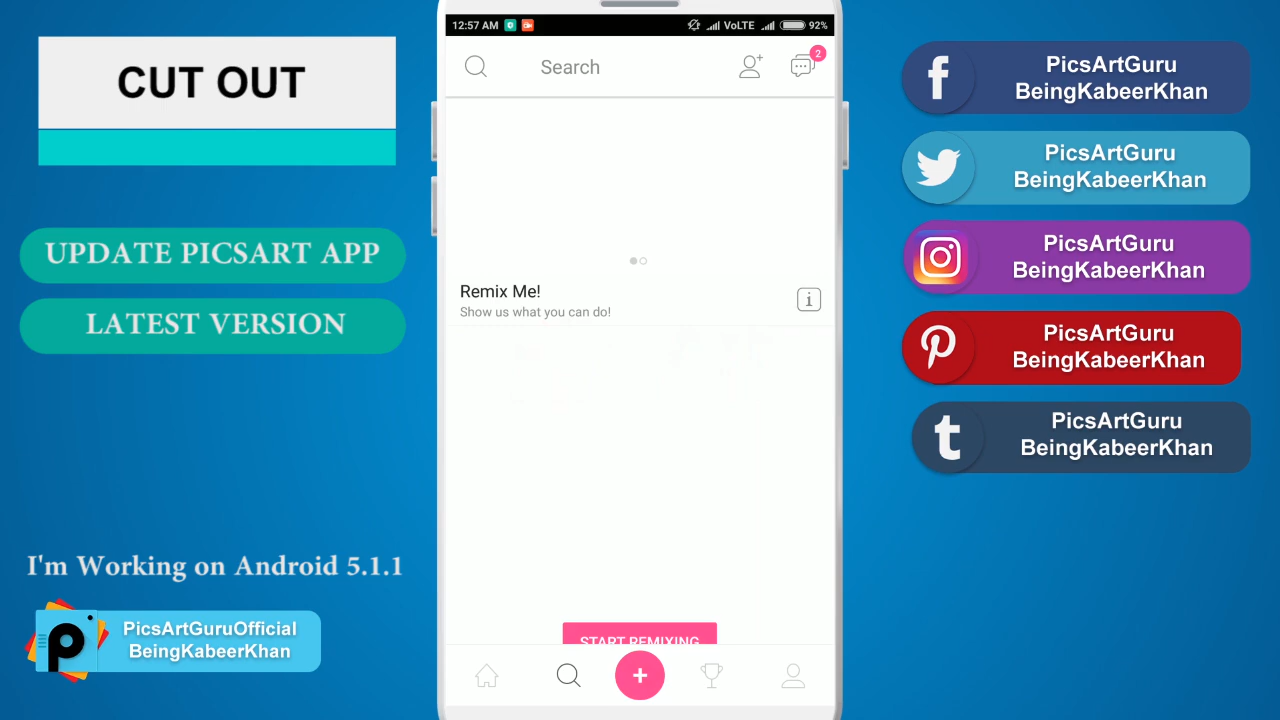 CUT OUT
UPDATE PICSART APP
LATEST VERSION
I'm Working on Android 5.1.1
PicsArtGuruOfficial
BeingKabeerKhan
12:57 AM
VoLTE
92%
Search
2
Remix Me!
Show us what you can do!
START REMIXING
PicsArtGuru
BeingKabeerKhan
PicsArtGuru
BeingKabeerKhan
PicsArtGuru
BeingKabeerKhan
PicsArtGuru
BeingKabeerKhan
PicsArtGuru
BeingKabeerKhan